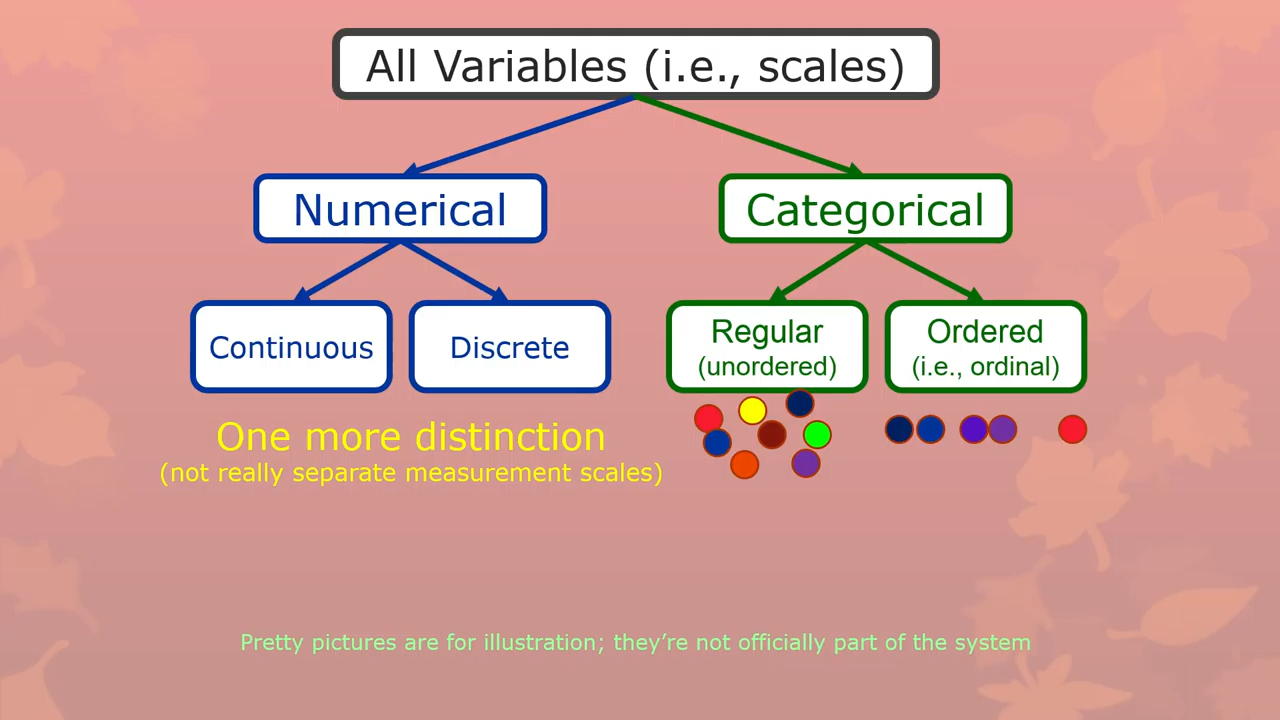 All Variables (i.e., scales)
Numerical
Categorical
Continuous
Discrete
Regular
(unordered)
Ordered
(i.e., ordinal)
One more distinction
(not really separate measurement scales)
Pretty pictures are for illustration; they’re not officially part of the system